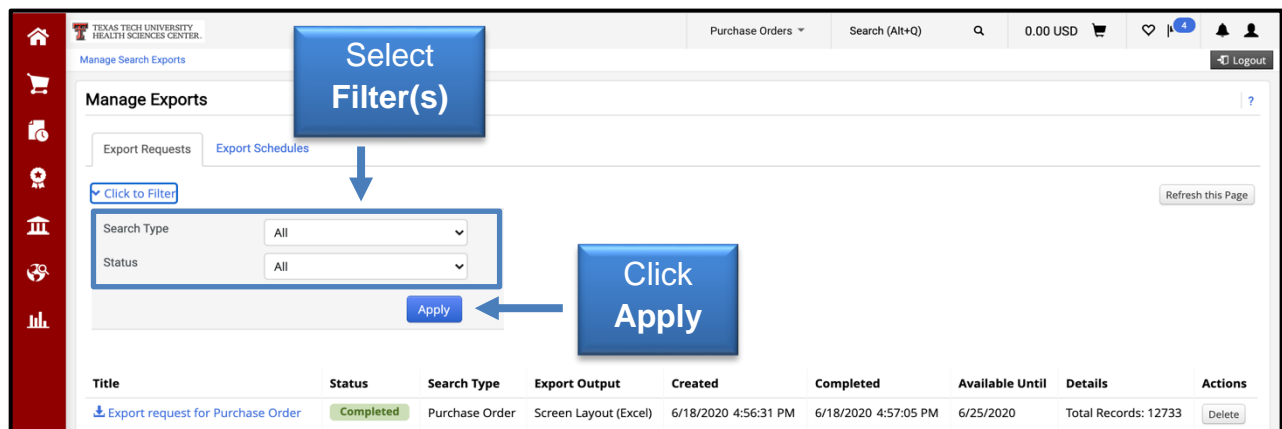 TEXAS TECH UNIVERSITY
HEALTH SCIENCES CENTER.
Purchase Orders Search (Alt+Q) 0.00 USD 4
Manage Search Exports Logout
Select
Filter(s)
Manage Exports ?
Export Requests Export Schedules
Click to Filter Refresh this Page
Search Type All
Status All
Click
Apply
Apply
Title Status Search Type Export Output Created Completed Available Until Details Actions
Export request for Purchase Order Completed Purchase Order Screen Layout (Excel) 6/18/2020 4:56:31 PM 6/18/2020 4:57:05 PM 6/25/2020 Total Records: 12733 Delete